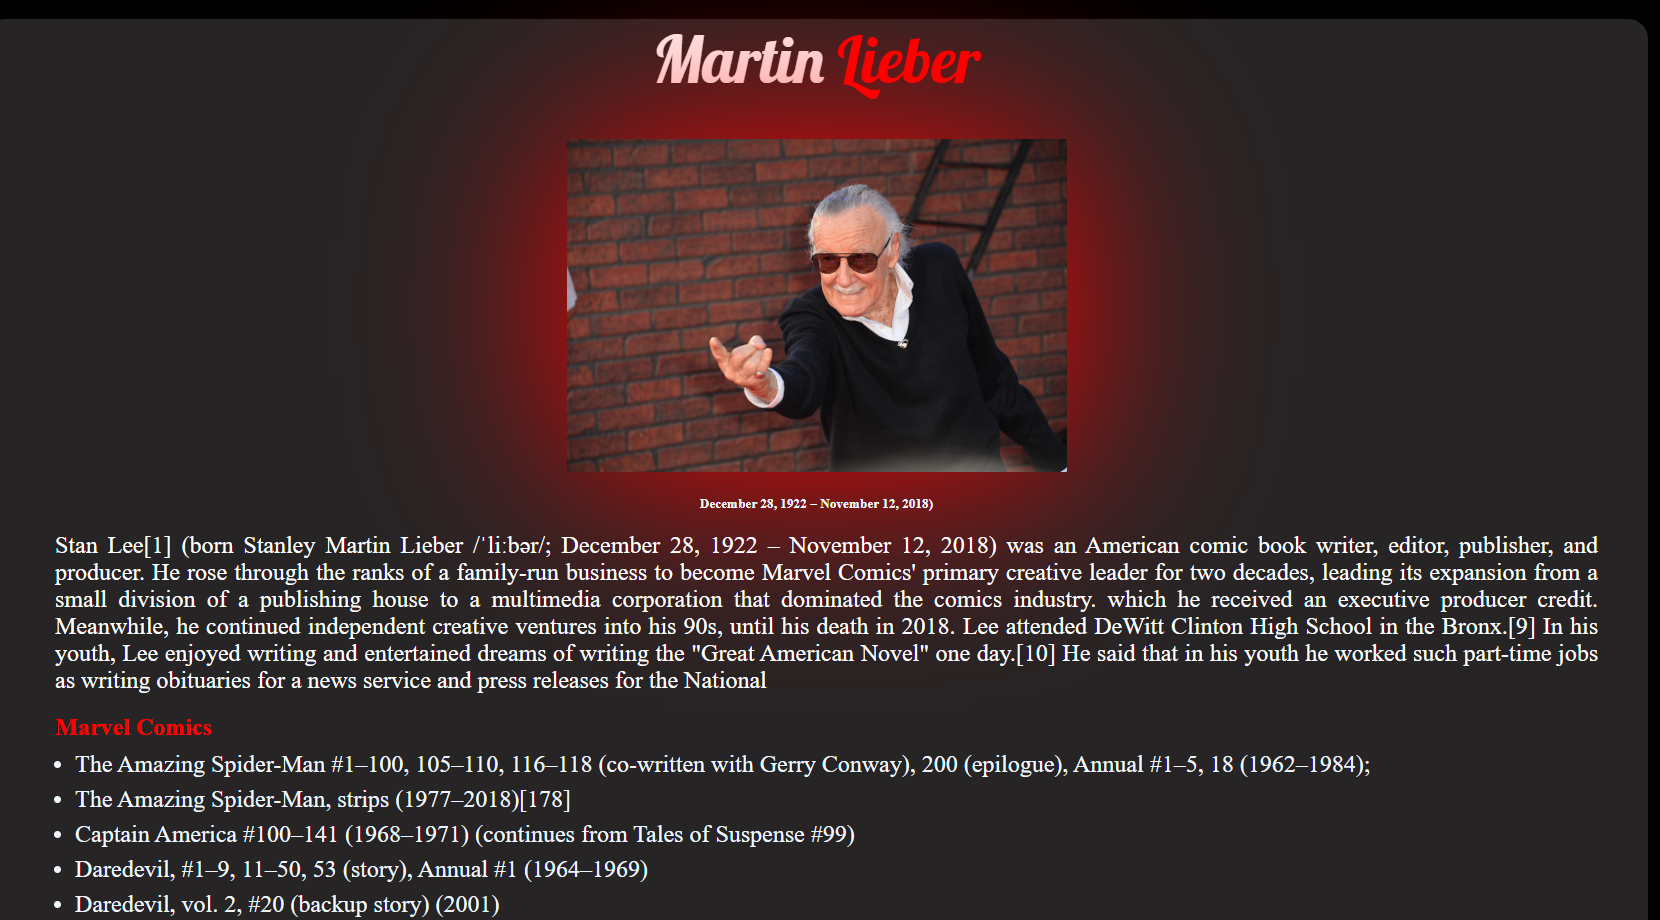 Martin Lieber
December 28, 1922 – November 12, 2018)
Stan Lee[1] (born Stanley Martin Lieber /ˈliːbər/; December 28, 1922 – November 12, 2018) was an American comic book writer, editor, publisher, and
producer. He rose through the ranks of a family-run business to become Marvel Comics' primary creative leader for two decades, leading its expansion from a
small division of a publishing house to a multimedia corporation that dominated the comics industry. which he received an executive producer credit.
Meanwhile, he continued independent creative ventures into his 90s, until his death in 2018. Lee attended DeWitt Clinton High School in the Bronx.[9] In his
youth, Lee enjoyed writing and entertained dreams of writing the "Great American Novel" one day.[10] He said that in his youth he worked such part-time jobs
as writing obituaries for a news service and press releases for the National
Marvel Comics
• The Amazing Spider-Man #1–100, 105–110, 116–118 (co-written with Gerry Conway), 200 (epilogue), Annual #1–5, 18 (1962–1984);
• The Amazing Spider-Man, strips (1977–2018)[178]
• Captain America #100–141 (1968–1971) (continues from Tales of Suspense #99)
• Daredevil, #1–9, 11–50, 53 (story), Annual #1 (1964–1969)
• Daredevil, vol. 2, #20 (backup story) (2001)